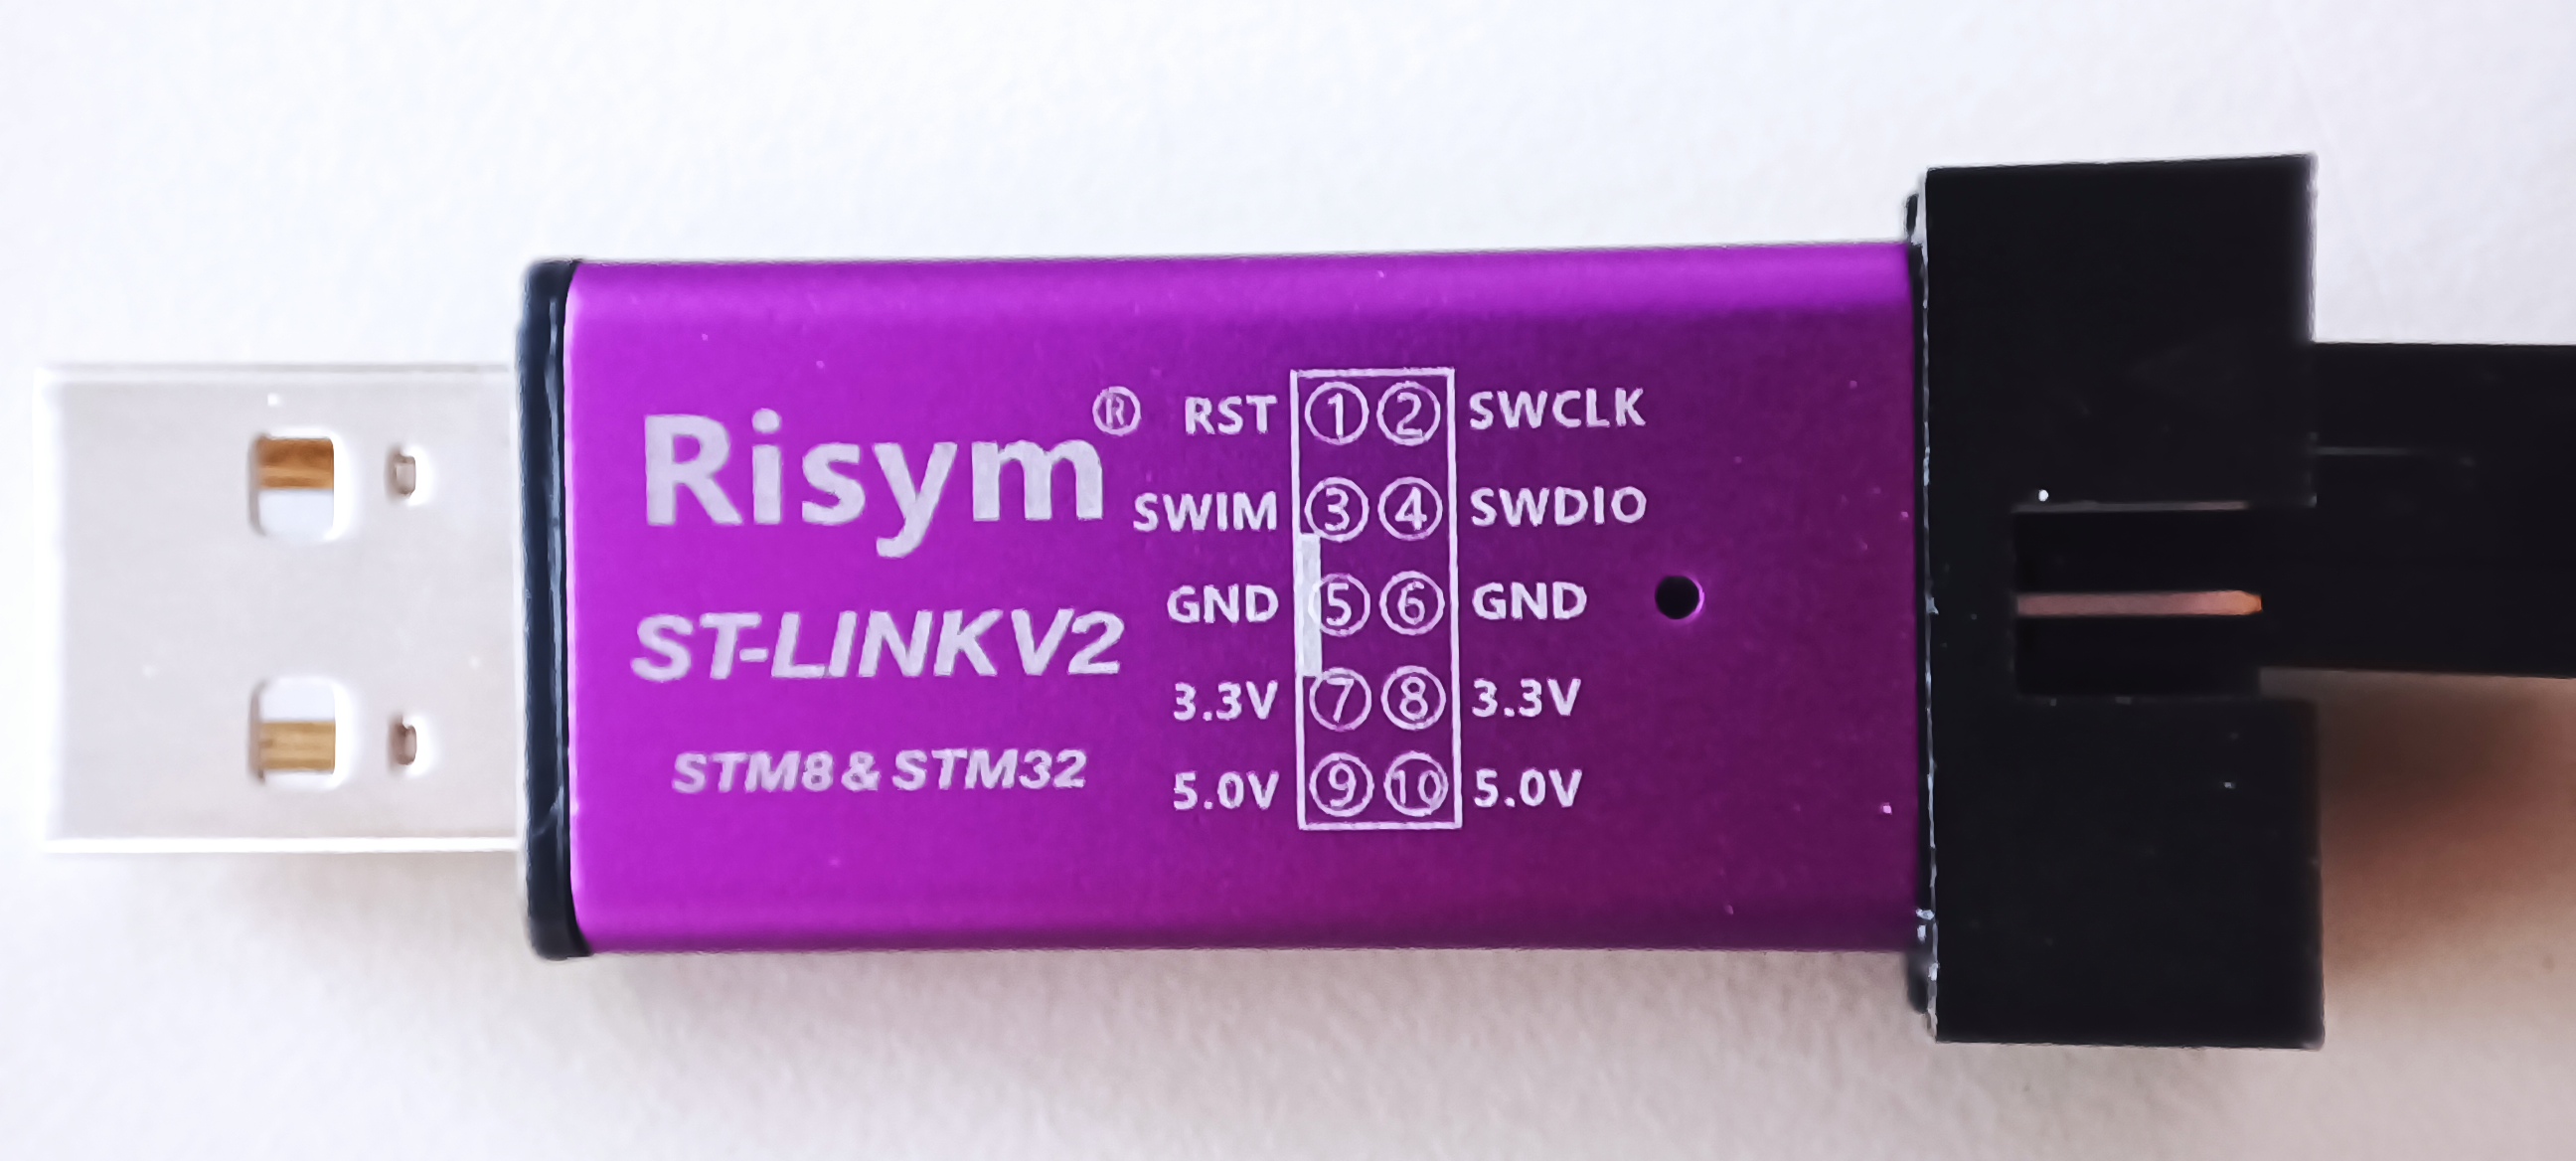 Risym®
ST-LINKV2
STM8 & STM32
RST ① ② SWCLK
SWIM ③ ④ SWDIO
GND ⑤ ⑥ GND
3.3V ⑦ ⑧ 3.3V
5.0V ⑨ ⑩ 5.0V